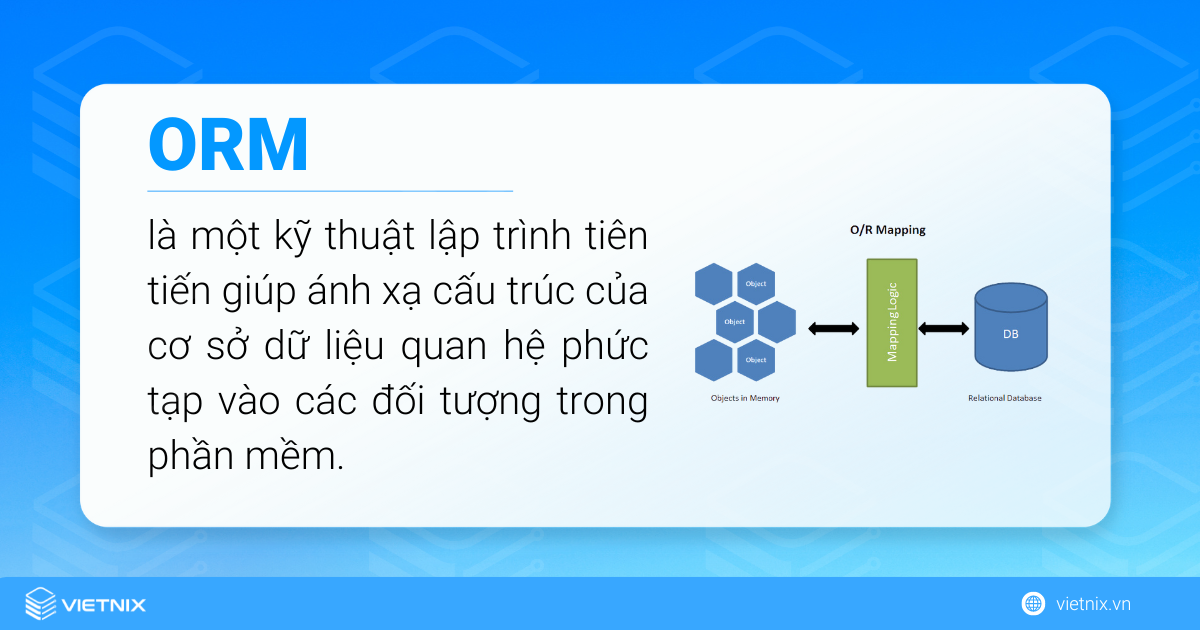 ORM
là một kỹ thuật lập trình tiên
tiến giúp ánh xạ cấu trúc của
cơ sở dữ liệu quan hệ phức
tạp vào các đối tượng trong
phần mềm.
O/R Mapping
Object
Object
Object
Mapping Logic
DB
Objects in Memory
Relational Database
VIETNIX
vietnix.vn